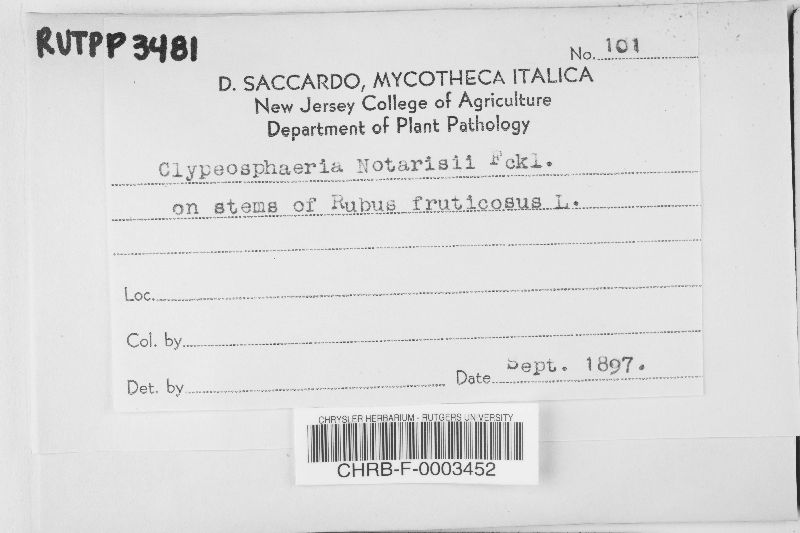 RUTPP 3481
No. 101
D. SACCARDO, MYCOTHECA ITALICA
New Jersey College of Agriculture
Department of Plant Pathology
Clypeosphaeria Notarisii Fckl.
on stems of Rubus fruticosus L.
Loc.
Col. by
Det. by
Date Sept. 1897.
CHRYSLER HERBARIUM - RUTGERS UNIVERSITY
CHRB-F-0003452